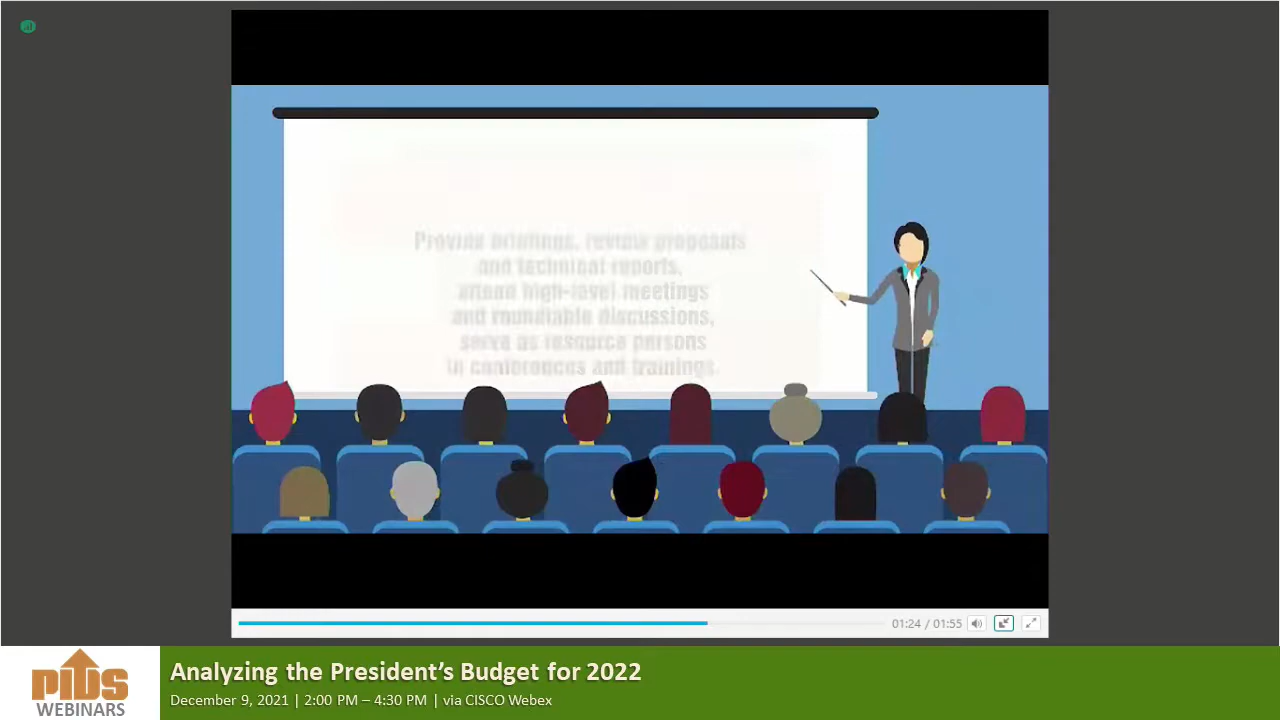 Provide briefings, review proposals
and technical reports,
attend high-level meetings
and roundtable discussions,
serve as resource persons
in conferences and trainings.
01:24 / 01:55
PIDS
WEBINARS
Analyzing the President's Budget for 2022
December 9, 2021 | 2:00 PM – 4:30 PM | via CISCO Webex